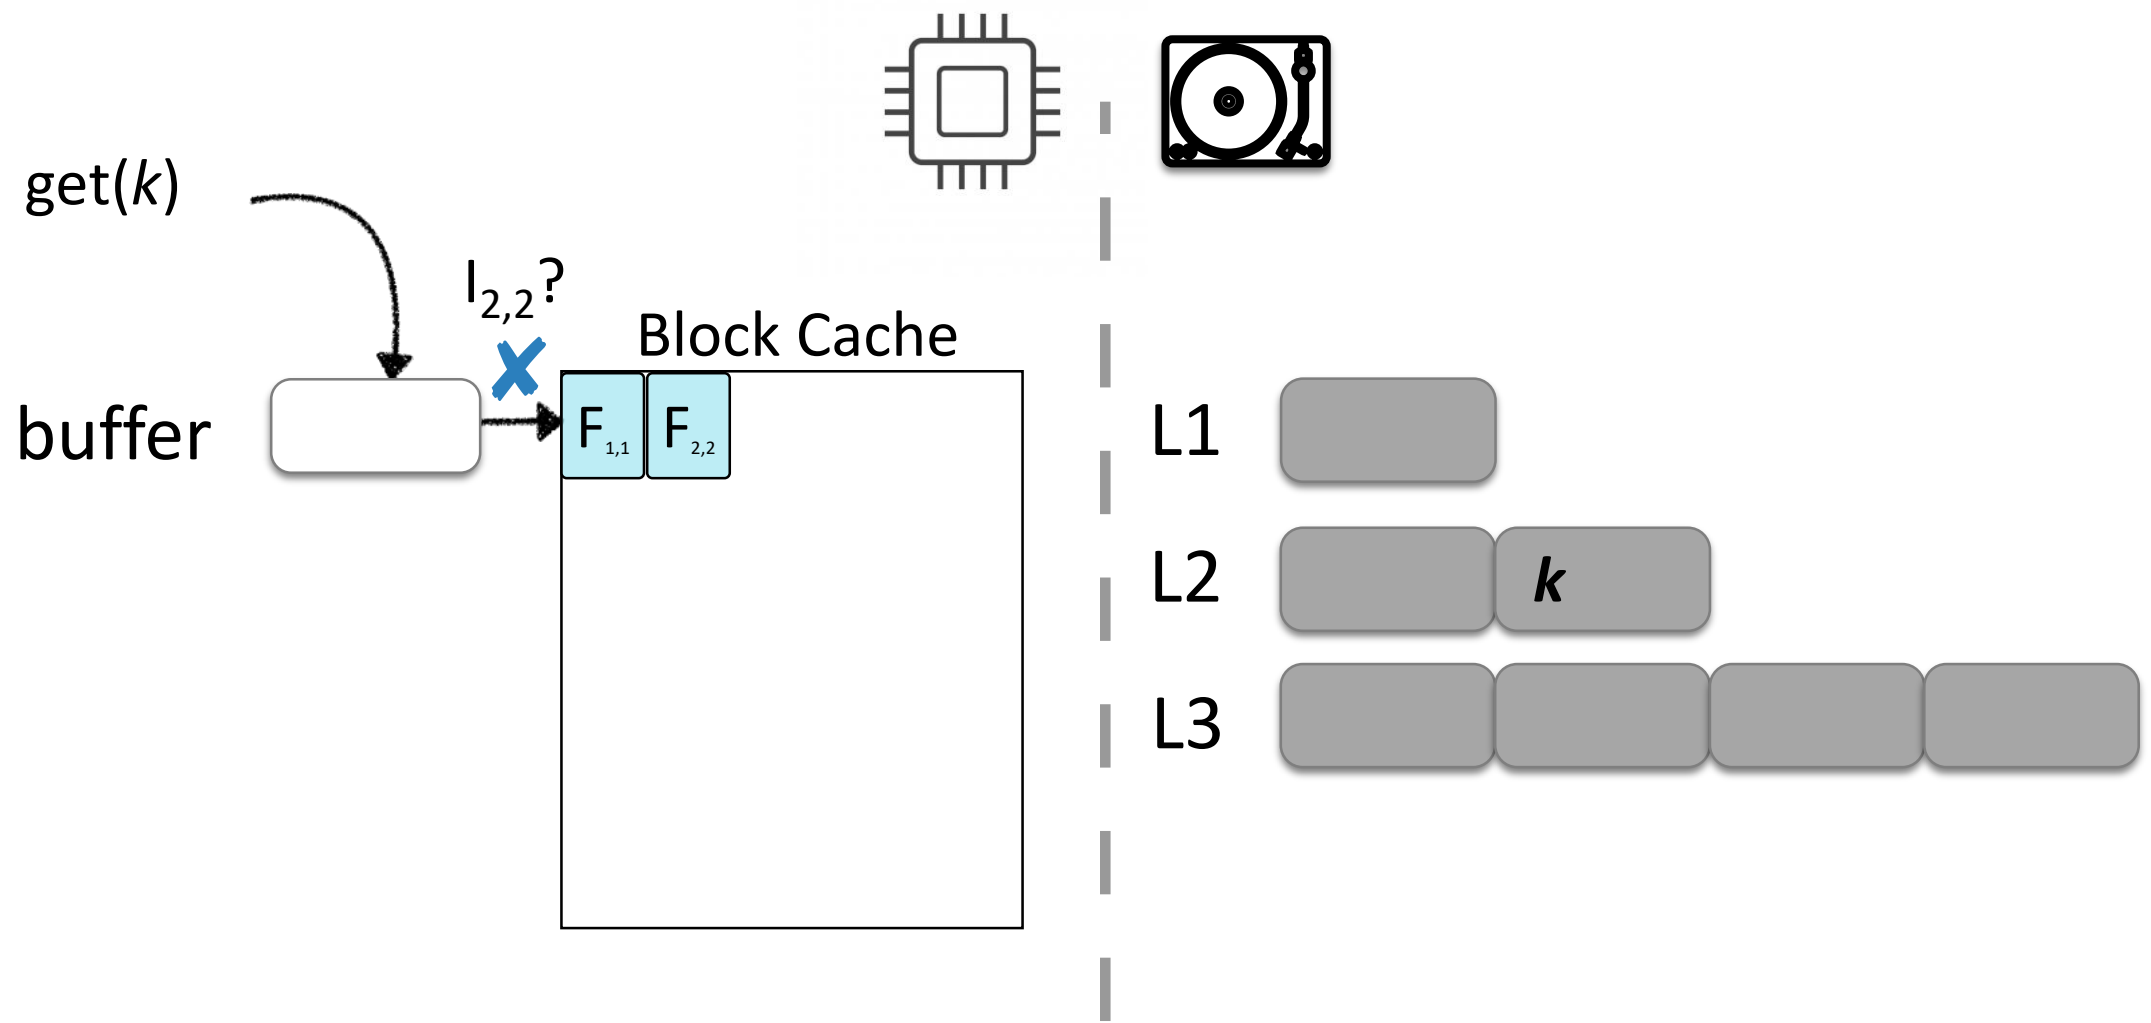 get(k)
I2,2?
Block Cache
buffer
F1,1
F2,2
L1
L2
k
L3